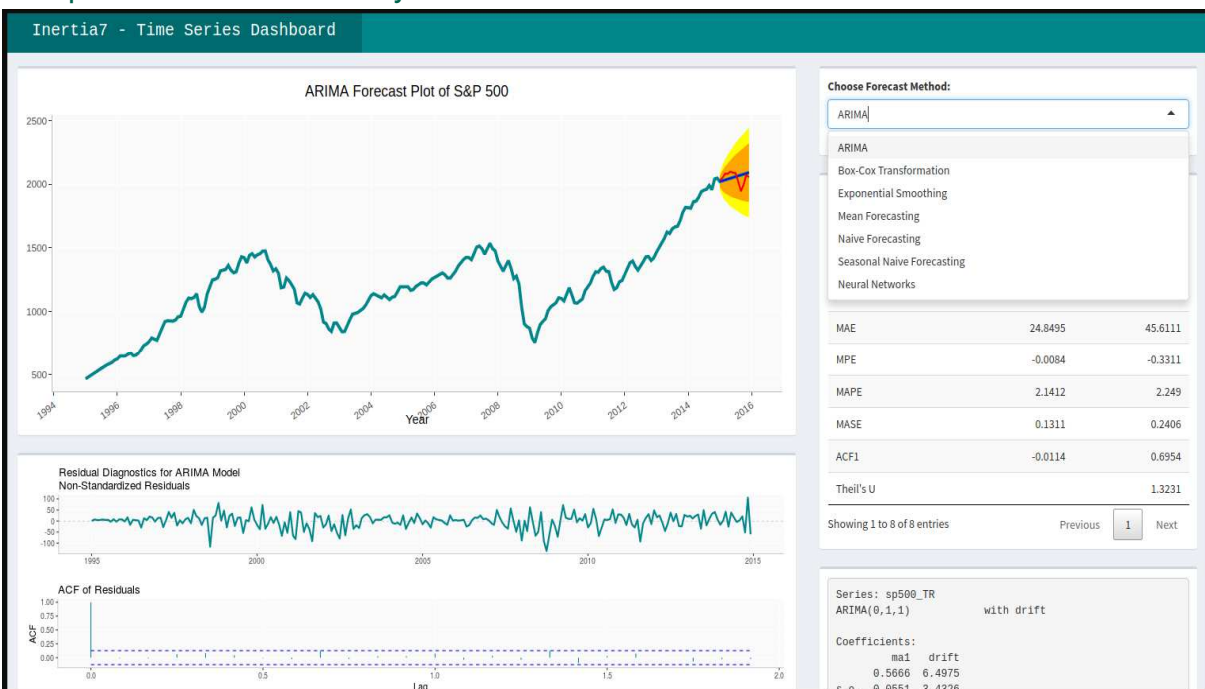 Inertia7 - Time Series Dashboard
ARIMA Forecast Plot of S&P 500
2500
2000
1500
1000
500
1994 1996 1998 2000 2002 2004 2006 2008 2010 2012 2014 2016
Year
Residual Diagnostics for ARIMA Model
Non-Standardized Residuals
100
50
0
-50
-100
1995 2000 2005 2010 2015
ACF of Residuals
1.00
0.75
0.50
0.25
0.00
ACF
0.0 0.5 1.0 1.5 2.0
Lag
Choose Forecast Method:
ARIMA
ARIMA
Box-Cox Transformation
Exponential Smoothing
Mean Forecasting
Naive Forecasting
Seasonal Naive Forecasting
Neural Networks
MAE 24.8495 45.6111
MPE -0.0084 -0.3311
MAPE 2.1412 2.249
MASE 0.1311 0.2406
ACF1 -0.0114 0.6954
Theil's U 1.3231
Showing 1 to 8 of 8 entries Previous 1 Next
Series: sp500_TR
ARIMA(0,1,1) with drift
Coefficients:
ma1 drift
0.5666 6.4975
s.e. 0.0551 3.4326